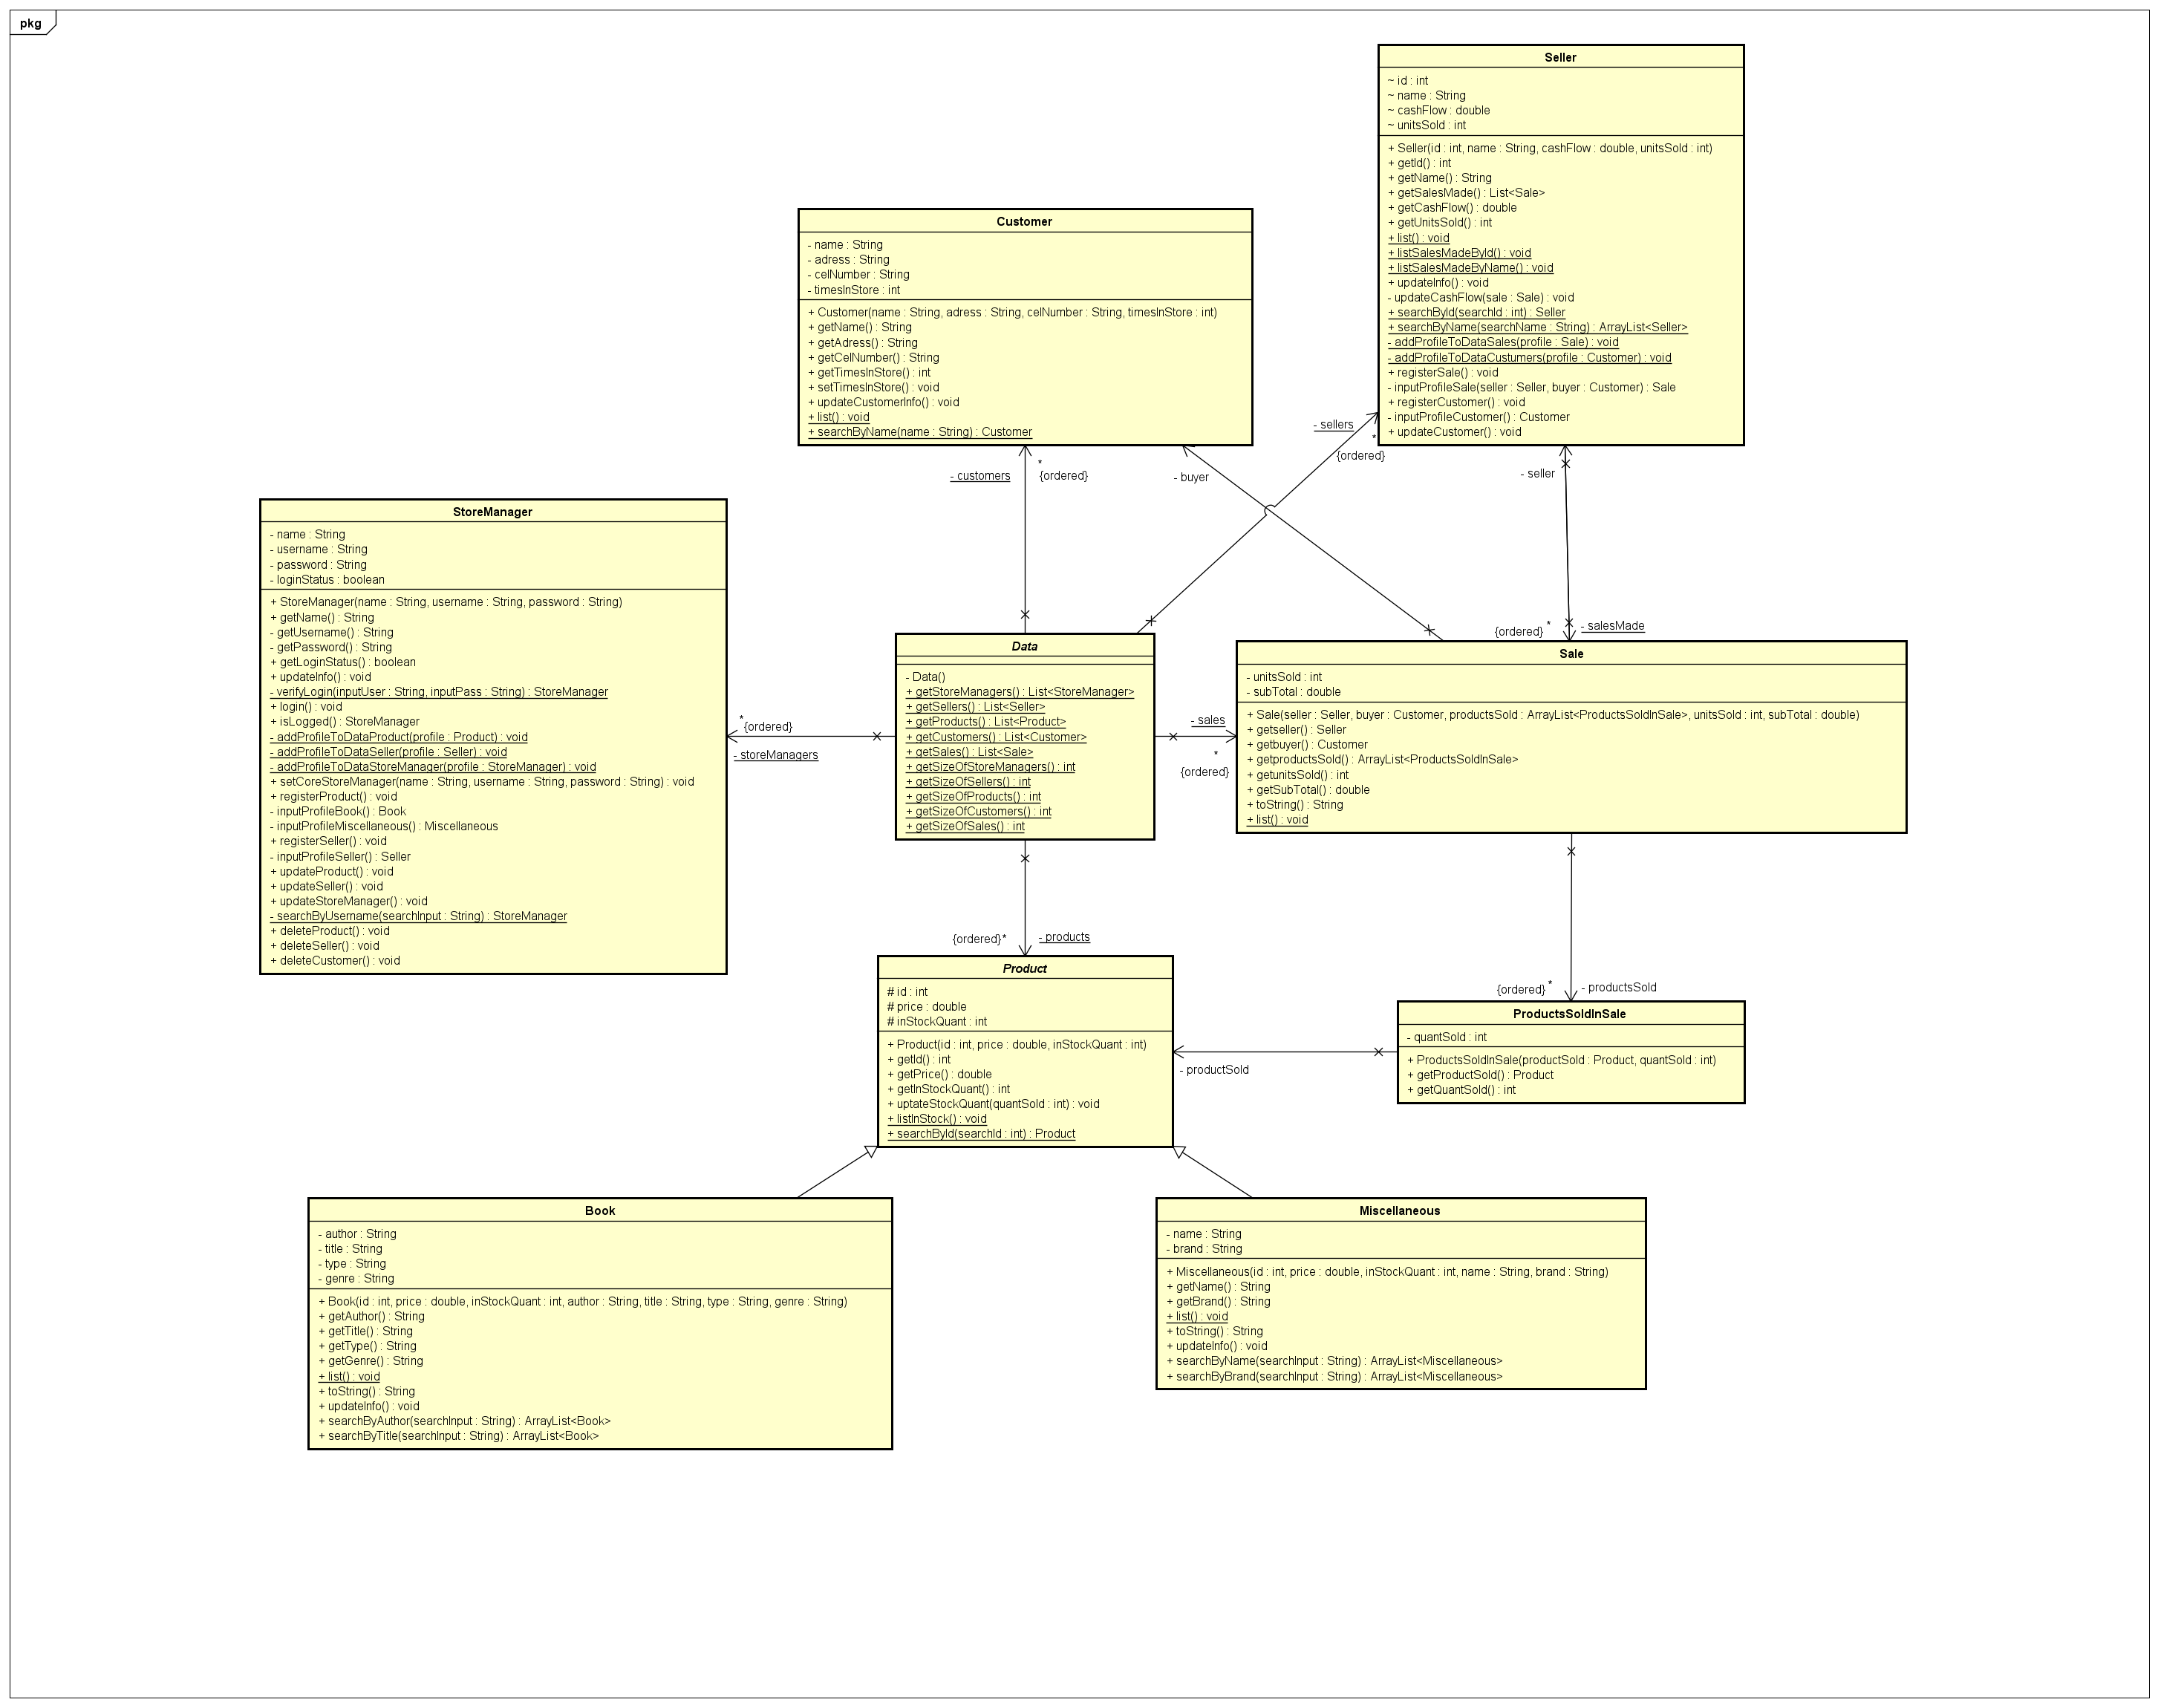 pkg
Seller
~ id : int
~ name : String
~ cashFlow : double
~ unitsSold : int
+ Seller(id : int, name : String, cashFlow : double, unitsSold : int)
+ getId() : int
+ getName() : String
+ getSalesMade() : List<Sale>
+ getCashFlow() : double
+ getUnitsSold() : int
+ list() : void
+ listSalesMadeById() : void
+ listSalesMadeByName() : void
+ updateInfo() : void
- updateCashFlow(sale : Sale) : void
+ searchById(searchId : int) : Seller
+ searchByName(searchName : String) : ArrayList<Seller>
- addProfileToDataSales(profile : Sale) : void
- addProfileToDataCustumers(profile : Customer) : void
+ registerSale() : void
- inputProfileSale(seller : Seller, buyer : Customer) : Sale
+ registerCustomer() : void
- inputProfileCustomer() : Customer
+ updateCustomer() : void
Customer
- name : String
- adress : String
- celNumber : String
- timesInStore : int
+ Customer(name : String, adress : String, celNumber : String, timesInStore : int)
+ getName() : String
+ getAdress() : String
+ getCelNumber() : String
+ getTimesInStore() : int
+ setTimesInStore() : void
+ updateCustomerInfo() : void
+ list() : void
+ searchByName(name : String) : Customer
- sellers
*
{ordered}
- customers
*
{ordered}
- buyer
- seller
StoreManager
- name : String
- username : String
- password : String
- loginStatus : boolean
+ StoreManager(name : String, username : String, password : String)
+ getName() : String
- getUsername() : String
- getPassword() : String
+ getLoginStatus() : boolean
+ updateInfo() : void
- verifyLogin(inputUser : String, inputPass : String) : StoreManager
+ login() : void
+ isLogged() : StoreManager
- addProfileToDataProduct(profile : Product) : void
- addProfileToDataSeller(profile : Seller) : void
- addProfileToDataStoreManager(profile : StoreManager) : void
+ setCoreStoreManager(name : String, username : String, password : String) : void
+ registerProduct() : void
- inputProfileBook() : Book
- inputProfileMiscellaneous() : Miscellaneous
+ registerSeller() : void
- inputProfileSeller() : Seller
+ updateProduct() : void
+ updateSeller() : void
+ updateStoreManager() : void
- searchByUsername(searchInput : String) : StoreManager
+ deleteProduct() : void
+ deleteSeller() : void
+ deleteCustomer() : void
*
{ordered}
- storeManagers
Data
- Data()
+ getStoreManagers() : List<StoreManager>
+ getSellers() : List<Seller>
+ getProducts() : List<Product>
+ getCustomers() : List<Customer>
+ getSales() : List<Sale>
+ getSizeOfStoreManagers() : int
+ getSizeOfSellers() : int
+ getSizeOfProducts() : int
+ getSizeOfCustomers() : int
+ getSizeOfSales() : int
- sales
*
{ordered}
{ordered} *
- salesMade
Sale
- unitsSold : int
- subTotal : double
+ Sale(seller : Seller, buyer : Customer, productsSold : ArrayList<ProductsSoldInSale>, unitsSold : int, subTotal : double)
+ getseller() : Seller
+ getbuyer() : Customer
+ getproductsSold() : ArrayList<ProductsSoldInSale>
+ getunitsSold() : int
+ getSubTotal() : double
+ toString() : String
+ list() : void
{ordered} *
- products
{ordered} *
- productsSold
Product
# id : int
# price : double
# inStockQuant : int
+ Product(id : int, price : double, inStockQuant : int)
+ getId() : int
+ getPrice() : double
+ getInStockQuant() : int
+ uptateStockQuant(quantSold : int) : void
+ listInStock() : void
+ searchById(searchId : int) : Product
- productSold
ProductsSoldInSale
- quantSold : int
+ ProductsSoldInSale(productSold : Product, quantSold : int)
+ getProductSold() : Product
+ getQuantSold() : int
Book
- author : String
- title : String
- type : String
- genre : String
+ Book(id : int, price : double, inStockQuant : int, author : String, title : String, type : String, genre : String)
+ getAuthor() : String
+ getTitle() : String
+ getType() : String
+ getGenre() : String
+ list() : void
+ toString() : String
+ updateInfo() : void
+ searchByAuthor(searchInput : String) : ArrayList<Book>
+ searchByTitle(searchInput : String) : ArrayList<Book>
Miscellaneous
- name : String
- brand : String
+ Miscellaneous(id : int, price : double, inStockQuant : int, name : String, brand : String)
+ getName() : String
+ getBrand() : String
+ list() : void
+ toString() : String
+ updateInfo() : void
+ searchByName(searchInput : String) : ArrayList<Miscellaneous>
+ searchByBrand(searchInput : String) : ArrayList<Miscellaneous>